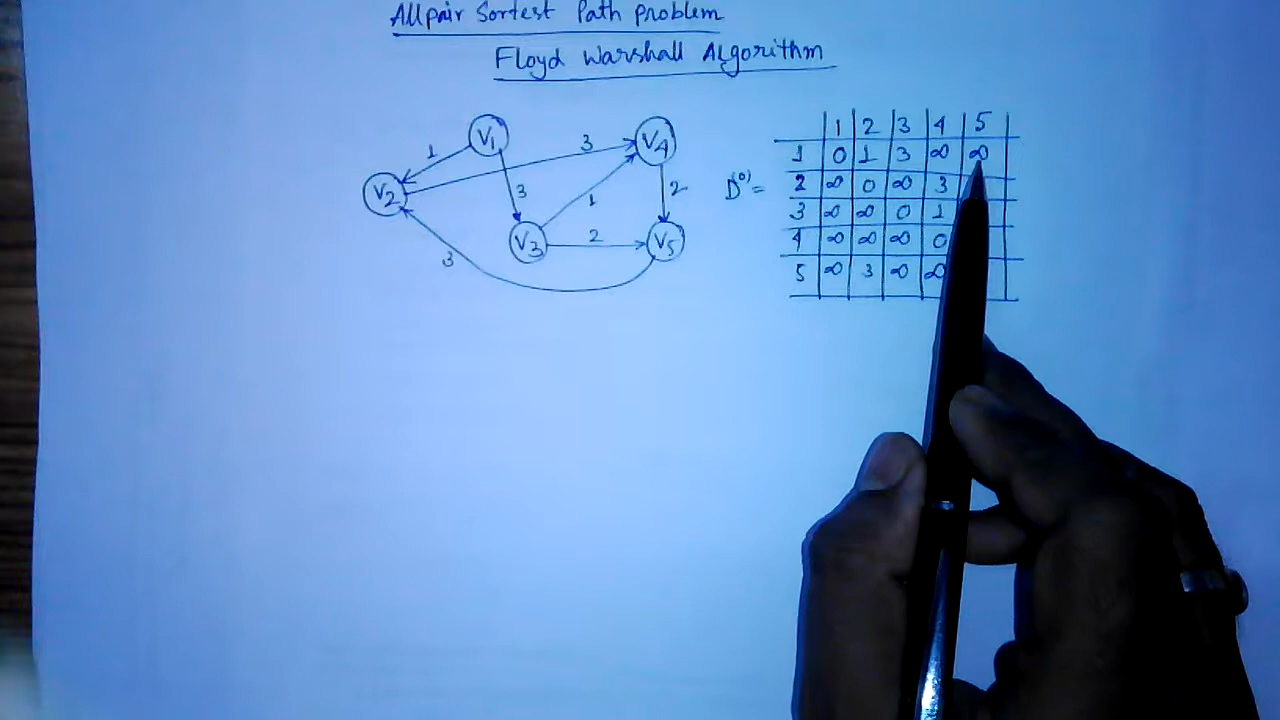 Allpair Sortest Path problem
Floyd Warshall Algorithm
V1 V4
1 3
V2 3 1 2
V3 2 V5
3
D(0) =
1 2 3 4 5
1 0 1 3 ∞ ∞
2 ∞ 0 ∞ 3
3 ∞ ∞ 0 1
4 ∞ ∞ ∞ 0
5 ∞ 3 ∞ ∞